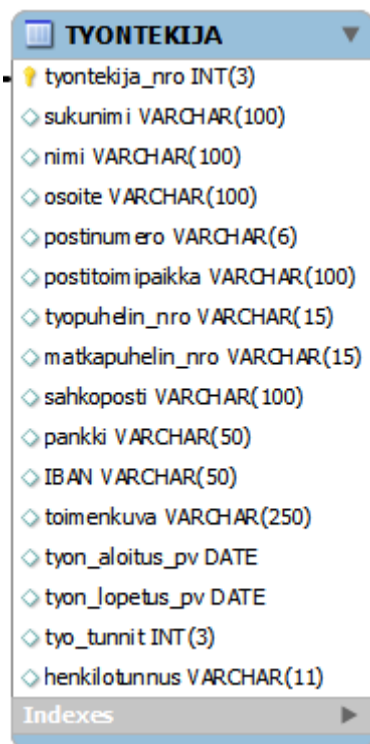 TYONTEKIJA
tyontekija_nro INT(3)
sukunimi VARCHAR(100)
nimi VARCHAR(100)
osoite VARCHAR(100)
postinumero VARCHAR(6)
postitoimipaikka VARCHAR(100)
tyopuhelin_nro VARCHAR(15)
matkapuhelin_nro VARCHAR(15)
sahkoposti VARCHAR(100)
pankki VARCHAR(50)
IBAN VARCHAR(50)
toimenkuva VARCHAR(250)
tyon_aloitus_pv DATE
tyon_lopetus_pv DATE
tyo_tunnit INT(3)
henkilotunnus VARCHAR(11)
Indexes